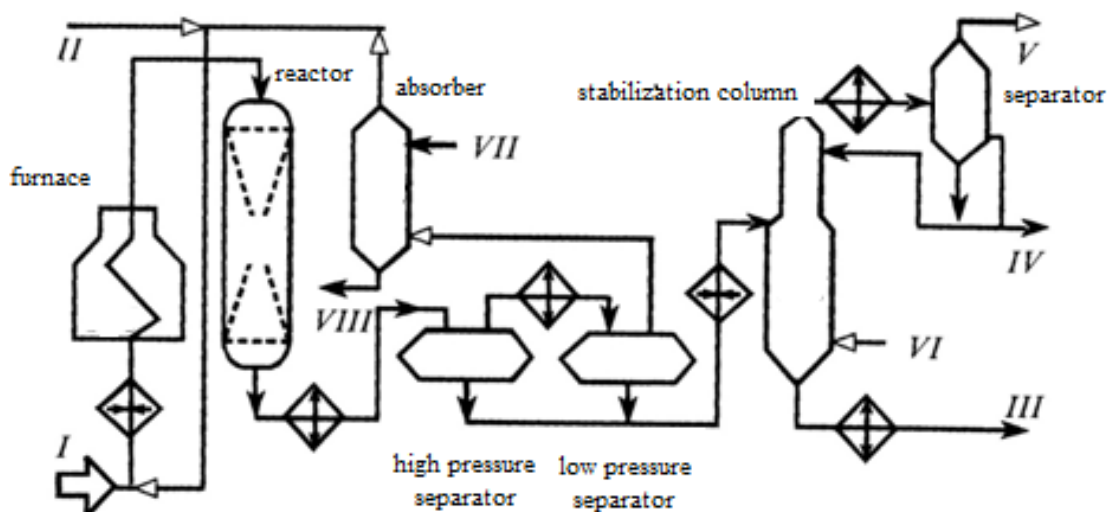 II
reactor
absorber
stabilization column
V
separator
VII
furnace
IV
VIII
VI
I
III
high pressure
separator
low pressure
separator